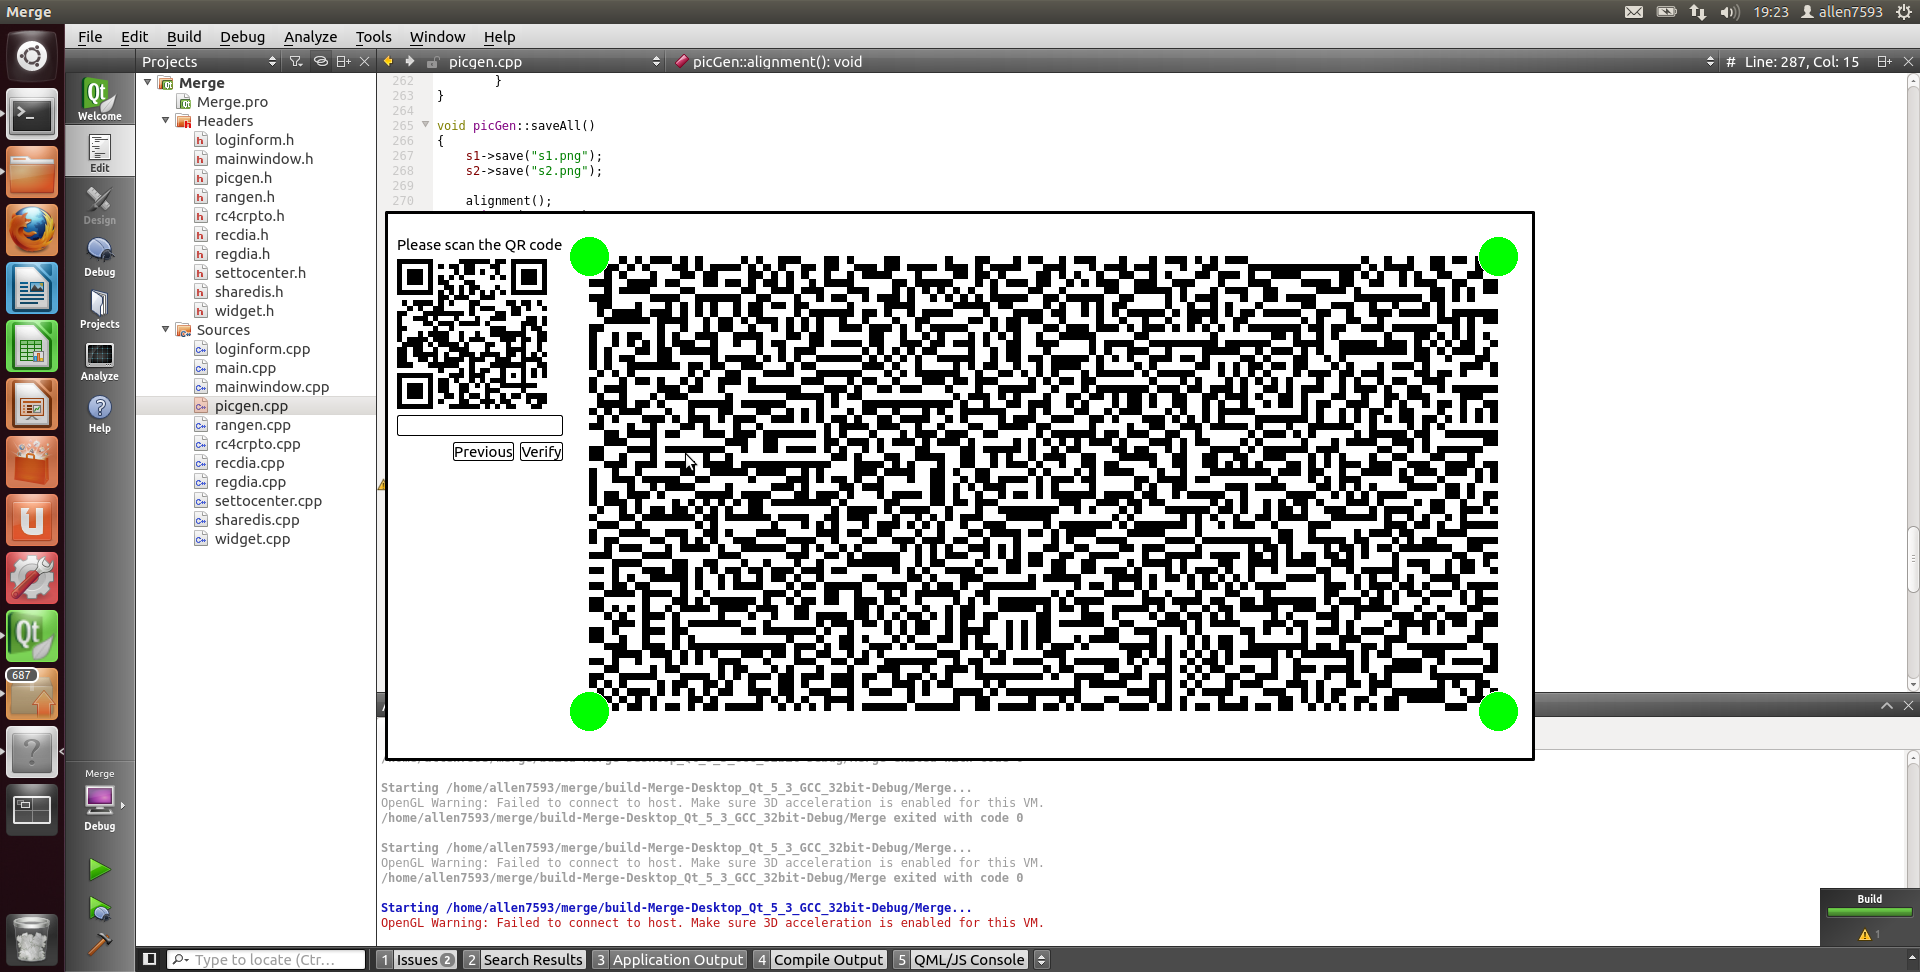 Merge
19:23
allen7593
File Edit Build Debug Analyze Tools Window Help
Projects
picgen.cpp
picGen::alignment(): void
# Line: 287, Col: 15
Welcome
Edit
Design
Debug
Projects
Analyze
Help
Merge
Debug
687
Merge
Merge.pro
Headers
loginform.h
mainwindow.h
picgen.h
rangen.h
rc4crpto.h
recdia.h
regdia.h
settocenter.h
sharedis.h
widget.h
Sources
loginform.cpp
main.cpp
mainwindow.cpp
picgen.cpp
rangen.cpp
rc4crpto.cpp
recdia.cpp
regdia.cpp
settocenter.cpp
sharedis.cpp
widget.cpp
262 }
263 }
264
265 void picGen::saveAll()
266 {
267 s1->save("s1.png");
268 s2->save("s2.png");
269
270 alignment();
Please scan the QR code
Previous Verify
Starting /home/allen7593/merge/build-Merge-Desktop_Qt_5_3_GCC_32bit-Debug/Merge...
OpenGL Warning: Failed to connect to host. Make sure 3D acceleration is enabled for this VM.
/home/allen7593/merge/build-Merge-Desktop_Qt_5_3_GCC_32bit-Debug/Merge exited with code 0
Starting /home/allen7593/merge/build-Merge-Desktop_Qt_5_3_GCC_32bit-Debug/Merge...
OpenGL Warning: Failed to connect to host. Make sure 3D acceleration is enabled for this VM.
/home/allen7593/merge/build-Merge-Desktop_Qt_5_3_GCC_32bit-Debug/Merge exited with code 0
Starting /home/allen7593/merge/build-Merge-Desktop_Qt_5_3_GCC_32bit-Debug/Merge...
OpenGL Warning: Failed to connect to host. Make sure 3D acceleration is enabled for this VM.
Build
1
Type to locate (Ctr...
1 Issues 2
2 Search Results
3 Application Output
4 Compile Output
5 QML/JS Console